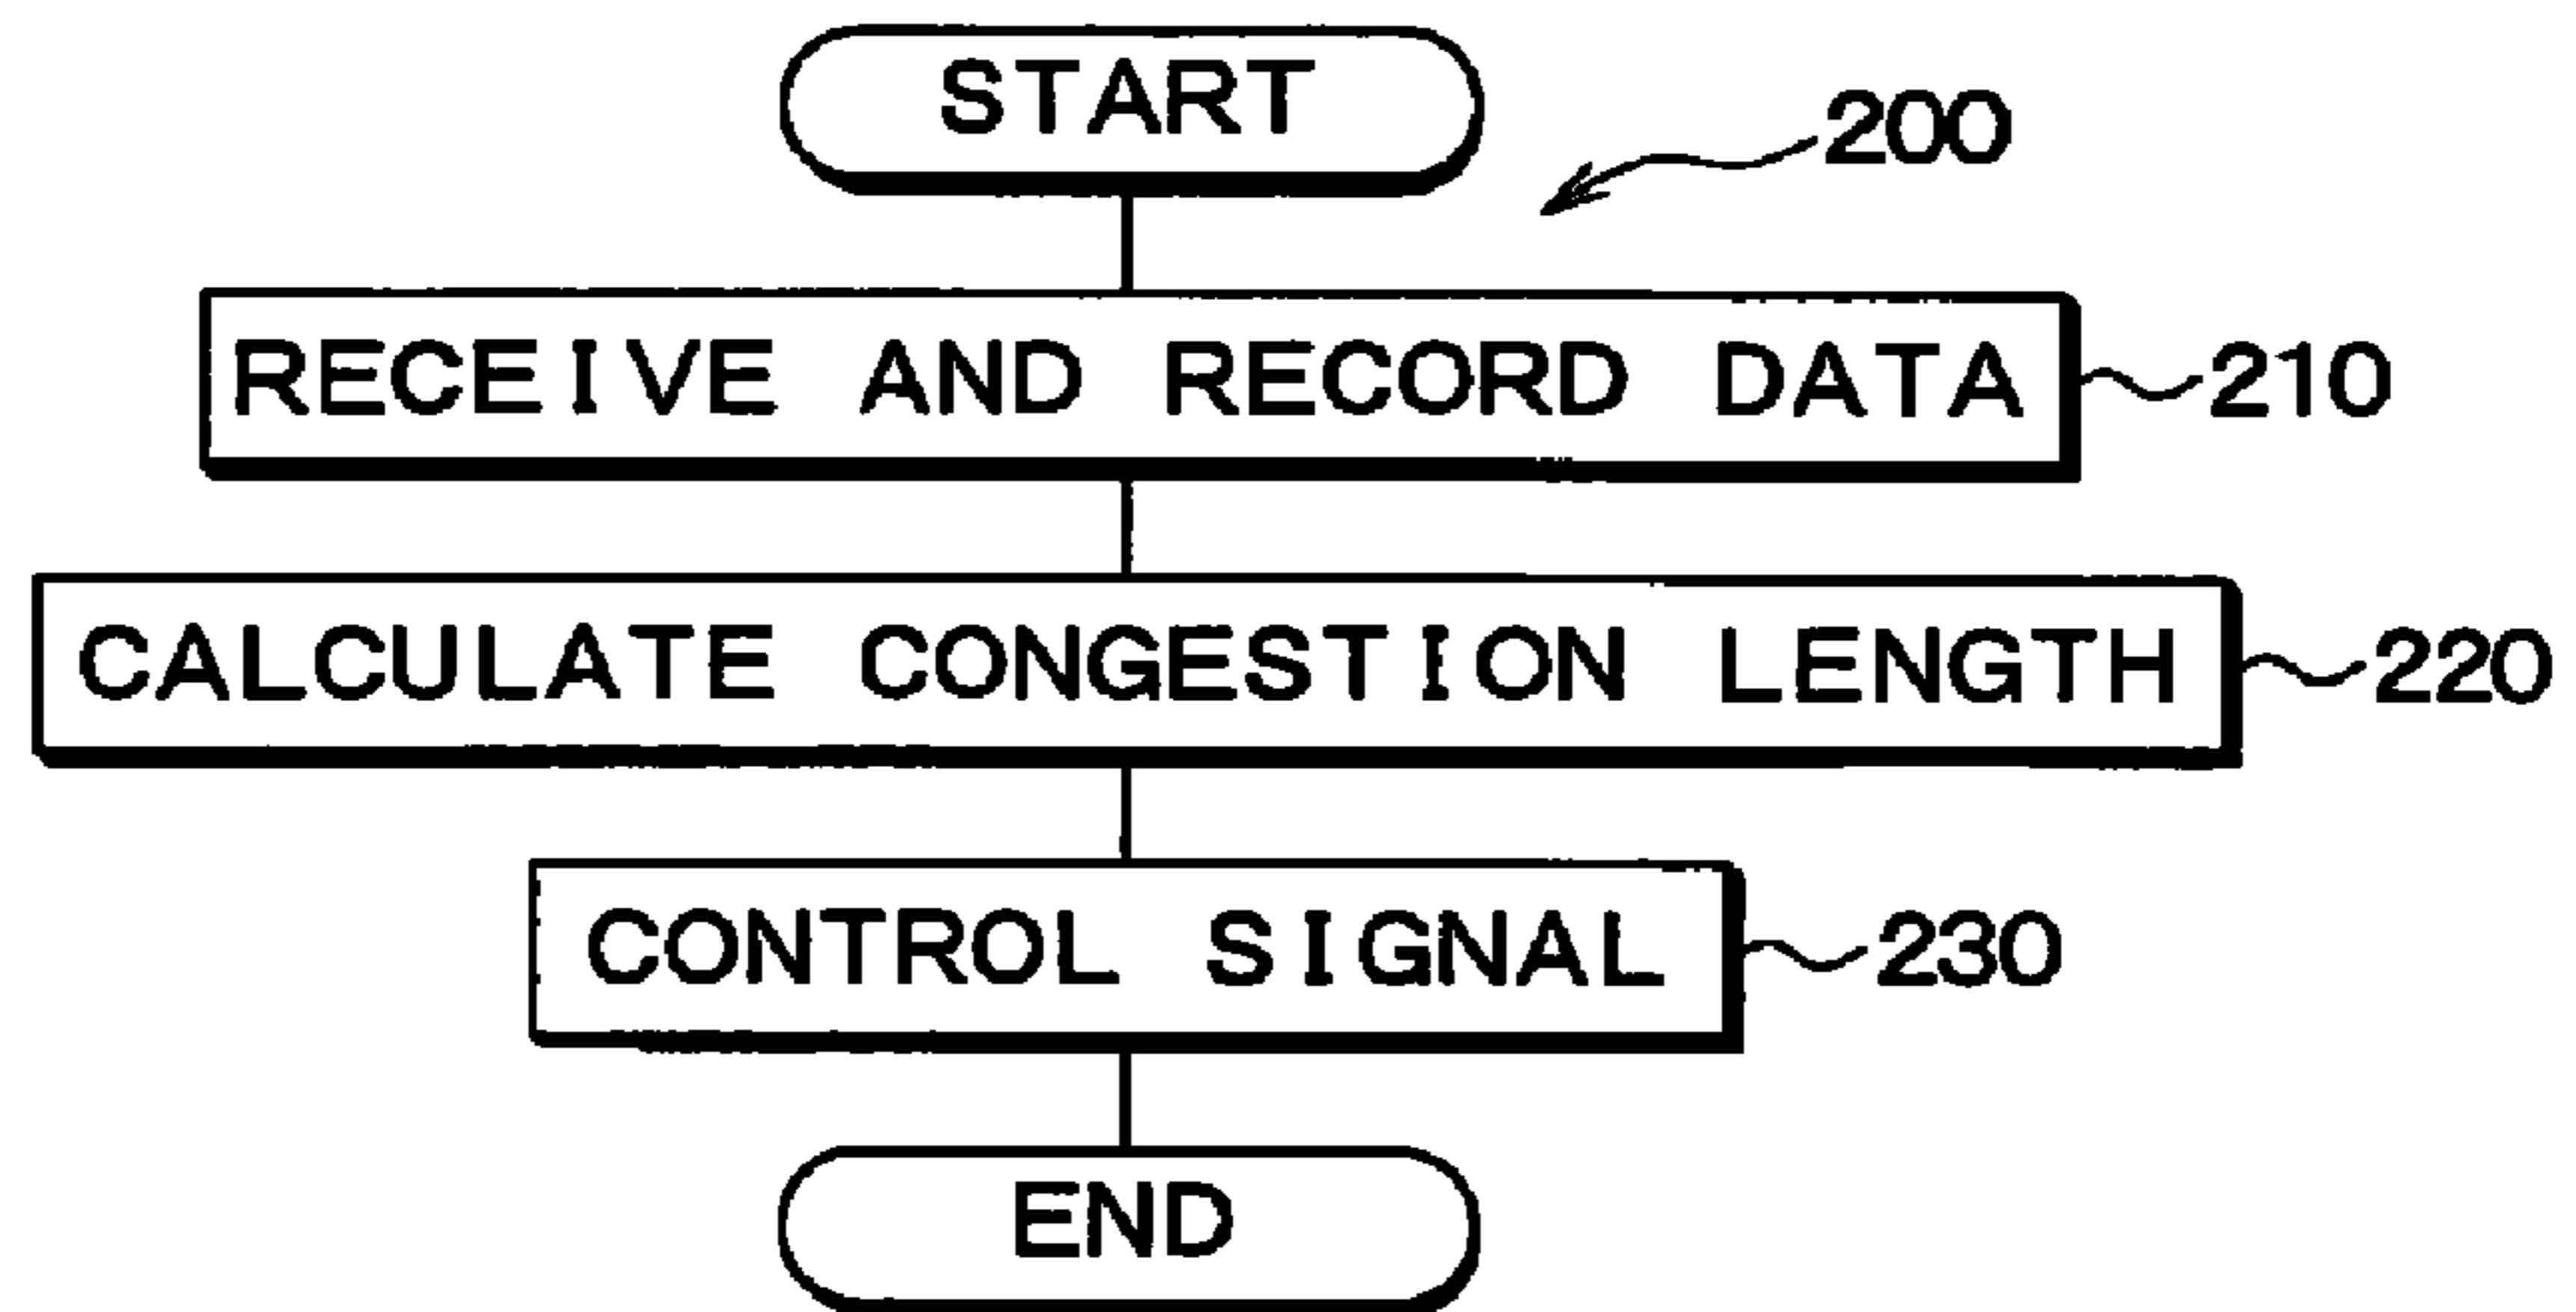 START
200
RECEIVE AND RECORD DATA
210
CALCULATE CONGESTION LENGTH
220
CONTROL SIGNAL
230
END